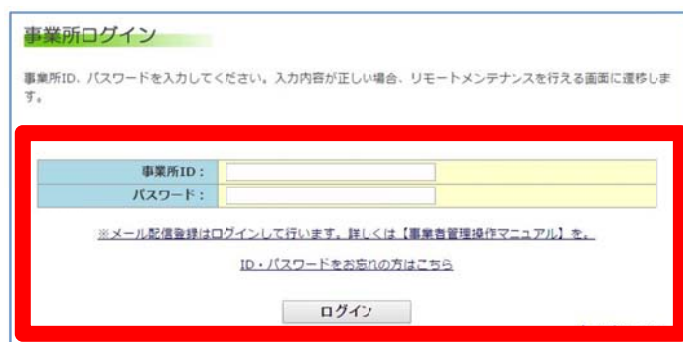 事業所ログイン
事業所ID、パスワードを入力してください。入力内容が正しい場合、リモートメンテナンスを行える画面に遷移しま
す。
事業所ID:
パスワード:
※メール配信登録はログインして行います。詳しくは【事業者管理操作マニュアル】を。
ID・パスワードをお忘れの方はこちら
ログイン